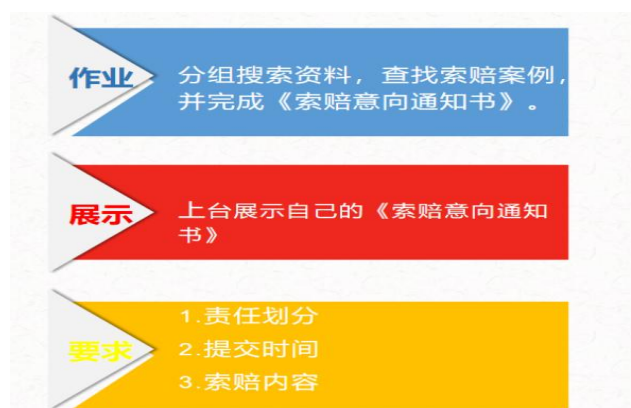 作业
分组搜索资料，查找索赔案例，
并完成《索赔意向通知书》。
展示
上台展示自己的《索赔意向通知
书》
要求
1.责任划分
2.提交时间
3.索赔内容